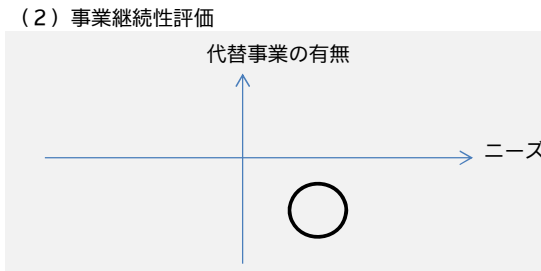 （２）事業継続性評価
代替事業の有無
ニーズ